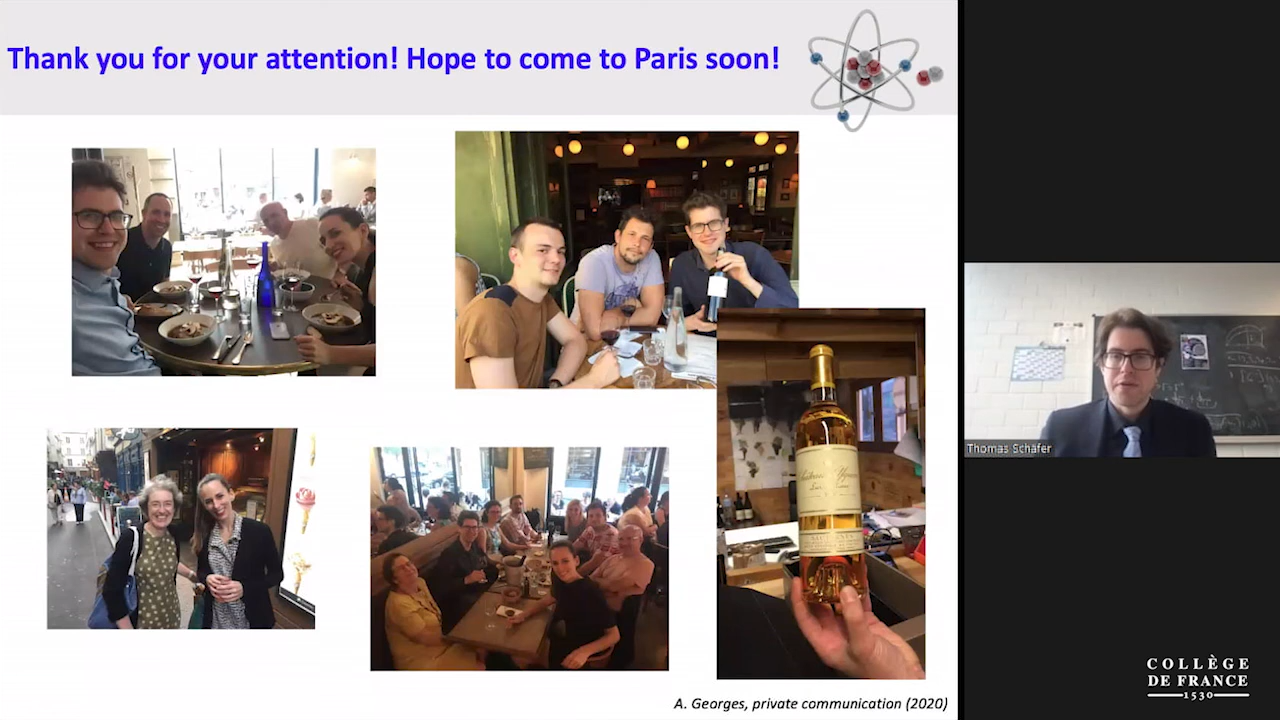 Thank you for your attention! Hope to come to Paris soon!
Thomas Schäfer
A. Georges, private communication (2020)
COLLÈGE
DE FRANCE
1530